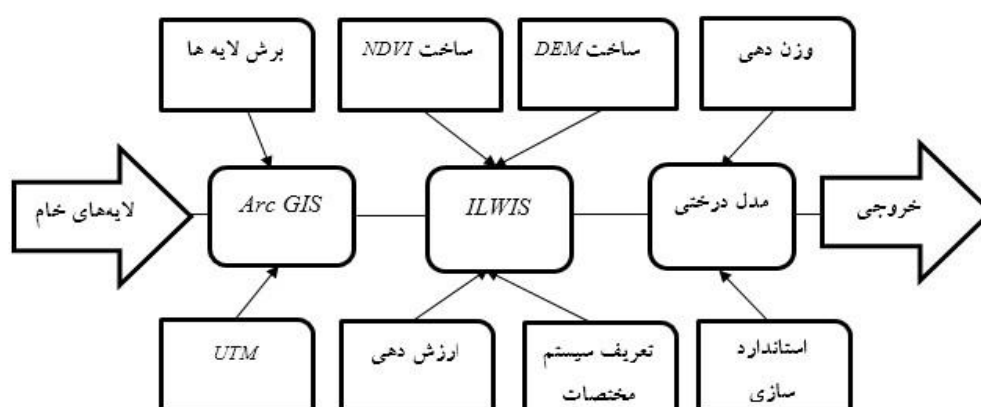 برش لایه ها
ساخت NDVI
ساخت DEM
وزن دهی
لایه‌های خام
Arc GIS
ILWIS
مدل درختی
خروجی
UTM
ارزش دهی
تعریف سیستم
مختصات
استاندارد
سازی